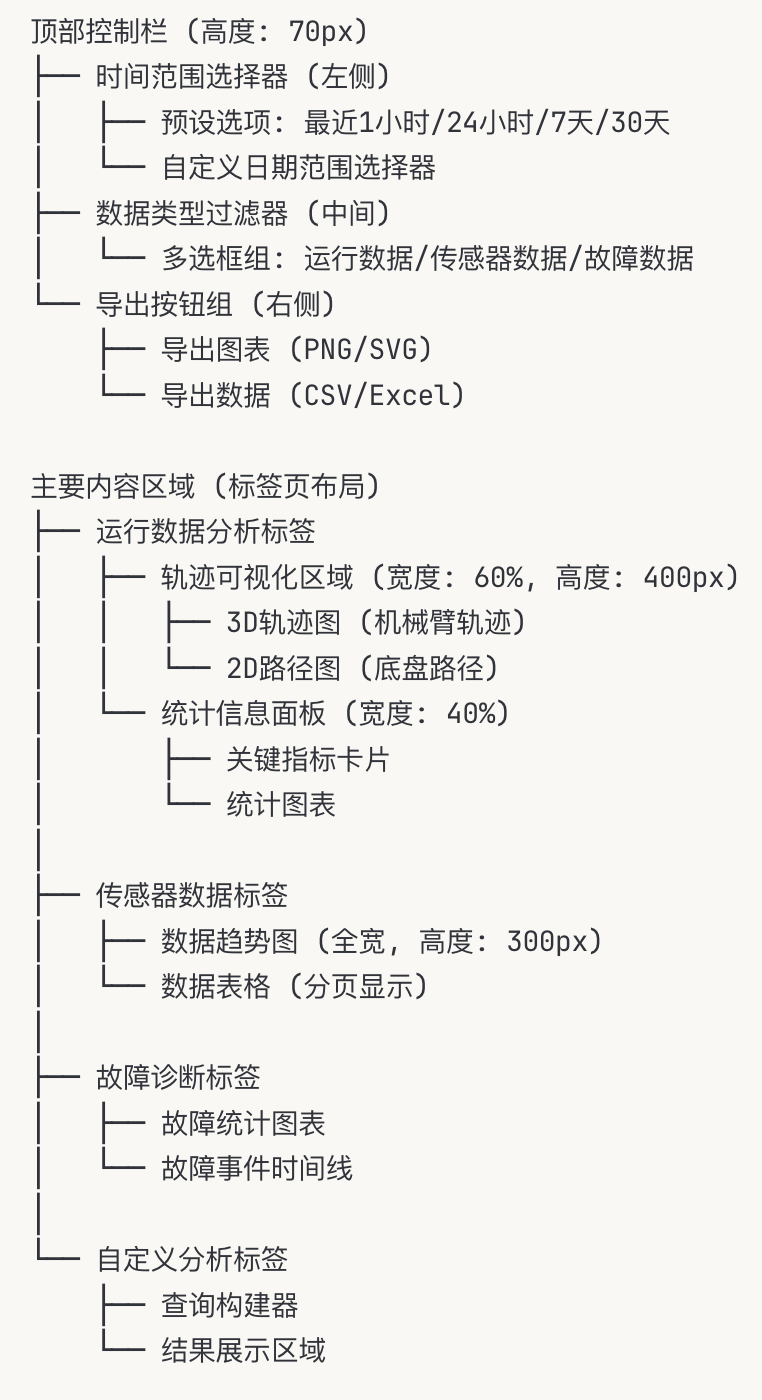 顶部控制栏 (高度: 70px)
├── 时间范围选择器 (左侧)
│   ├── 预设选项: 最近1小时/24小时/7天/30天
│   └── 自定义日期范围选择器
├── 数据类型过滤器 (中间)
│   └── 多选框组: 运行数据/传感器数据/故障数据
└── 导出按钮组 (右侧)
    ├── 导出图表 (PNG/SVG)
    └── 导出数据 (CSV/Excel)

主要内容区域 (标签页布局)
├── 运行数据分析标签
│   ├── 轨迹可视化区域 (宽度: 60%, 高度: 400px)
│   │   ├── 3D轨迹图 (机械臂轨迹)
│   │   └── 2D路径图 (底盘路径)
│   └── 统计信息面板 (宽度: 40%)
│       ├── 关键指标卡片
│       └── 统计图表
│
├── 传感器数据标签
│   ├── 数据趋势图 (全宽, 高度: 300px)
│   └── 数据表格 (分页显示)
│
├── 故障诊断标签
│   ├── 故障统计图表
│   └── 故障事件时间线
│
└── 自定义分析标签
    ├── 查询构建器
    └── 结果展示区域